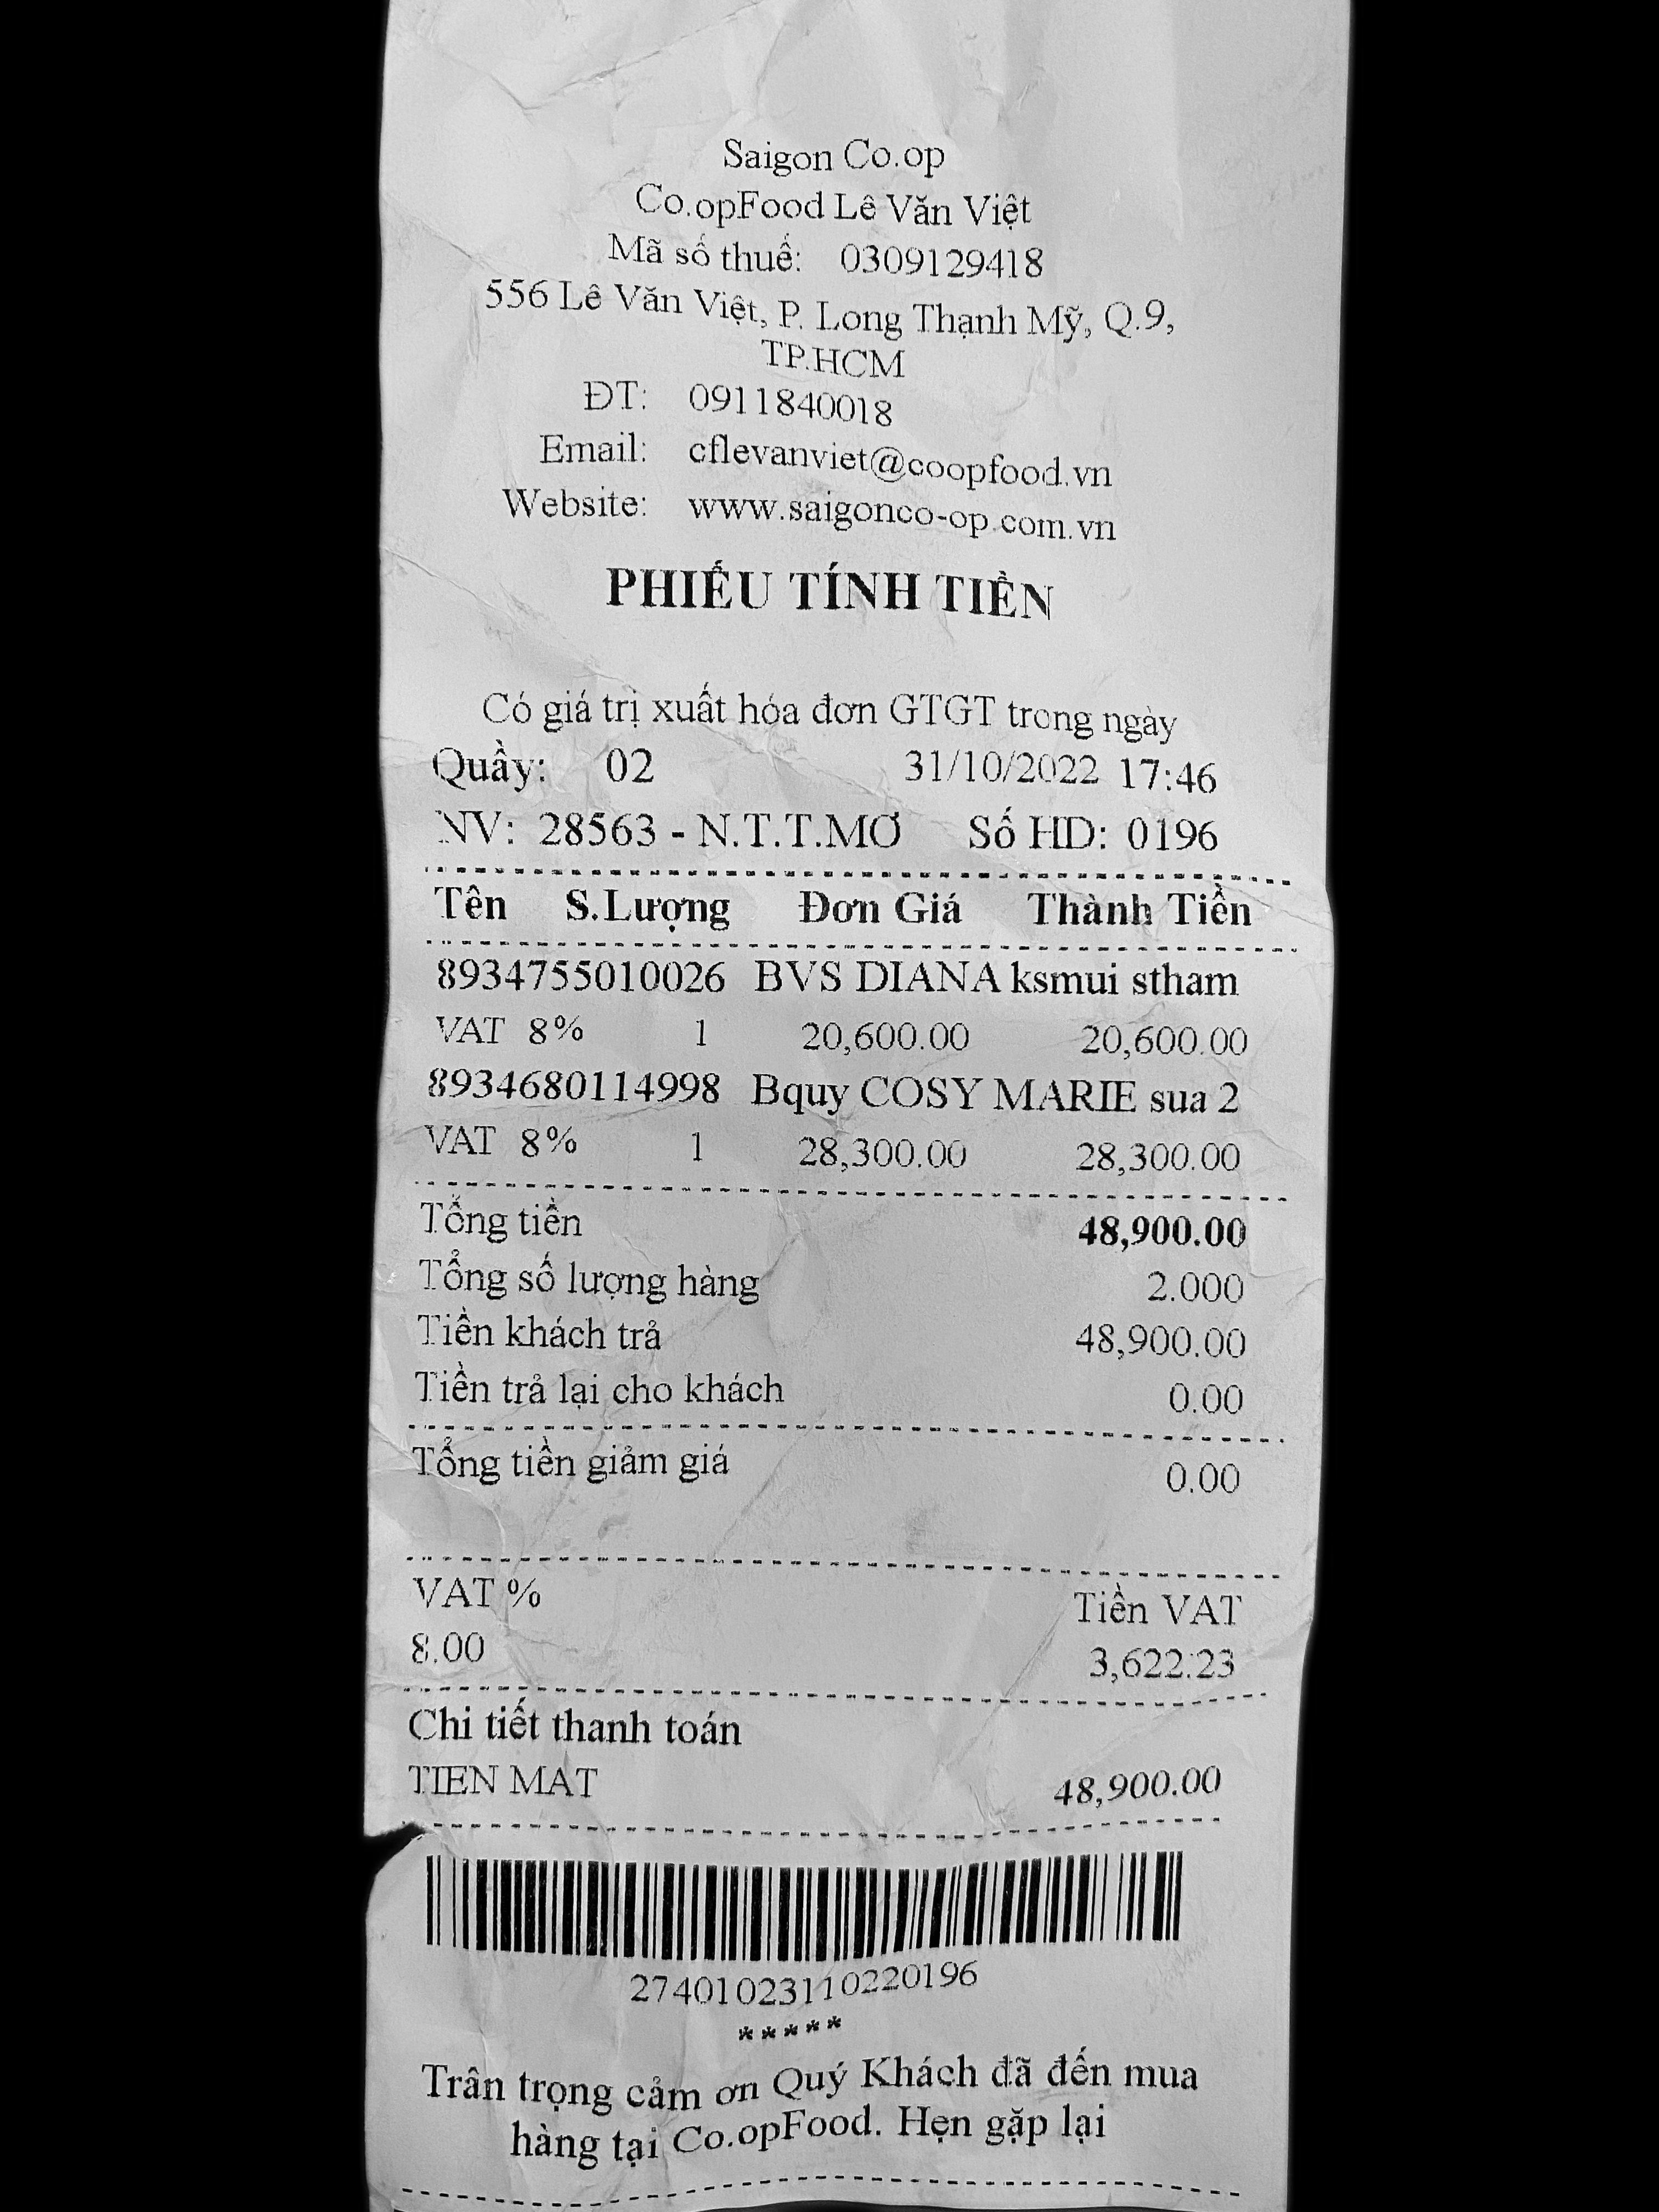 Saigon Co.op
Co.opFood Lê Văn Việt
Mã số thuế: 0309129418
556 Lê Văn Việt, P. Long Thạnh Mỹ, Q.9,
TP.HCM
ĐT: 0911840018
Email: cflevanviet@coopfood.vn
Website: www.saigonco-op.com.vn
PHIẾU TÍNH TIỀN
Có giá trị xuất hóa đơn GTGT trong ngày
Quầy: 02 31/10/2022 17:46
NV: 28563 - N.T.T.MƠ Số HD: 0196
Tên S.Lượng Đơn Giá Thành Tiền
8934755010026 BVS DIANA ksmui stham
VAT 8% 1 20,600.00 20,600.00
8934680114998 Bquy COSY MARIE sua 2
VAT 8% 1 28,300.00 28,300.00
Tổng tiền 48,900.00
Tổng số lượng hàng 2.000
Tiền khách trả 48,900.00
Tiền trả lại cho khách 0.00
Tổng tiền giảm giá 0.00
VAT % Tiền VAT
8.00 3,622.23
Chi tiết thanh toán
TIEN MAT 48,900.00
27401023110220196
*****
Trân trọng cảm ơn Quý Khách đã đến mua
hàng tại Co.opFood. Hẹn gặp lại